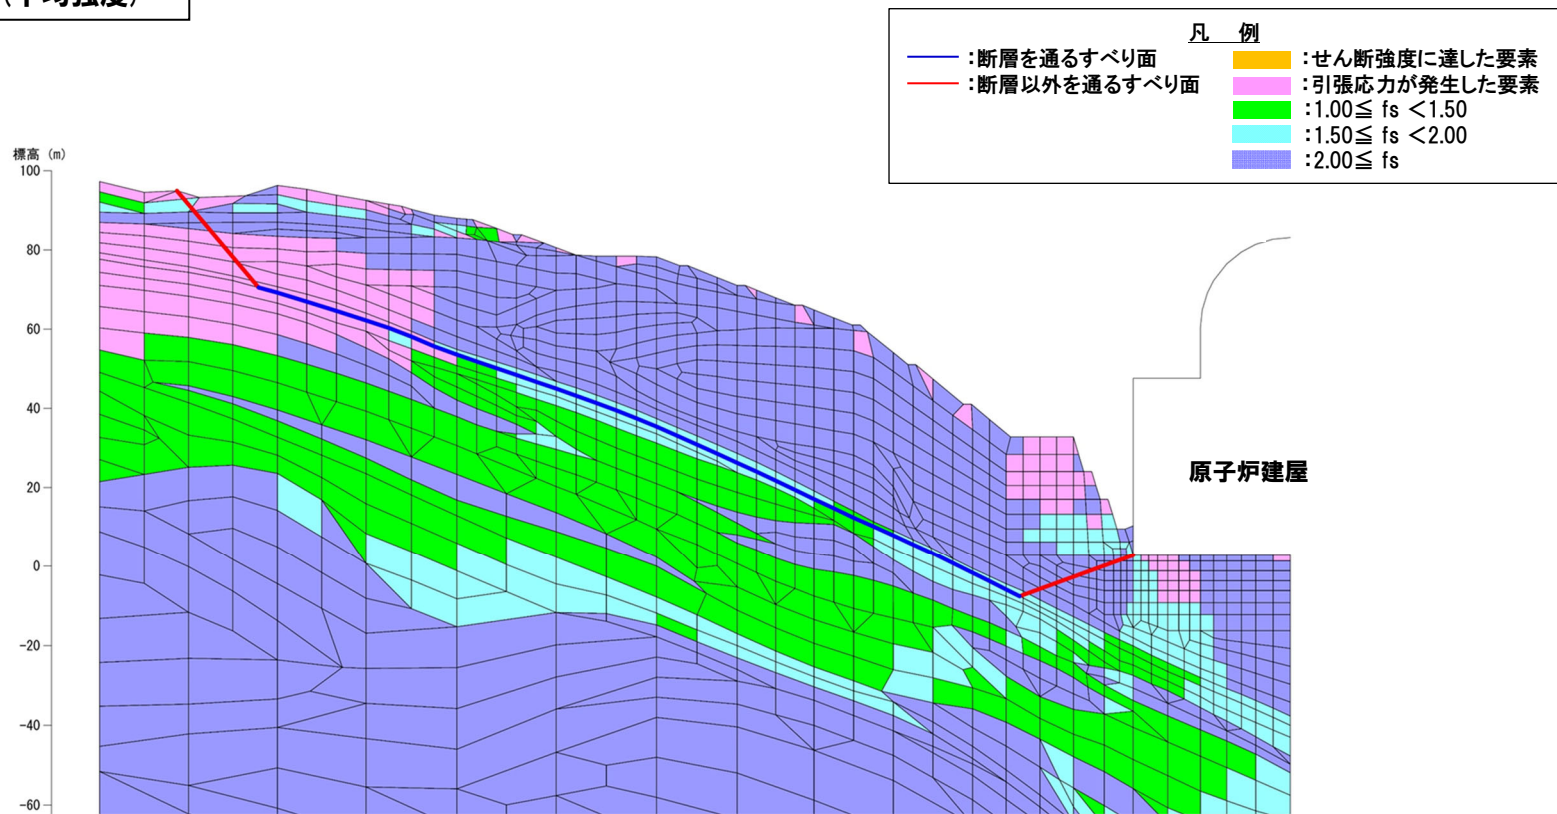 (平均強度)
凡 例
:断層を通るすべり面
:断層以外を通るすべり面
:せん断強度に達した要素
:引張応力が発生した要素
:1.00≦ fs <1.50
:1.50≦ fs <2.00
:2.00≦ fs
標高 (m)
100
80
60
40
20
0
-20
-40
-60
原子炉建屋